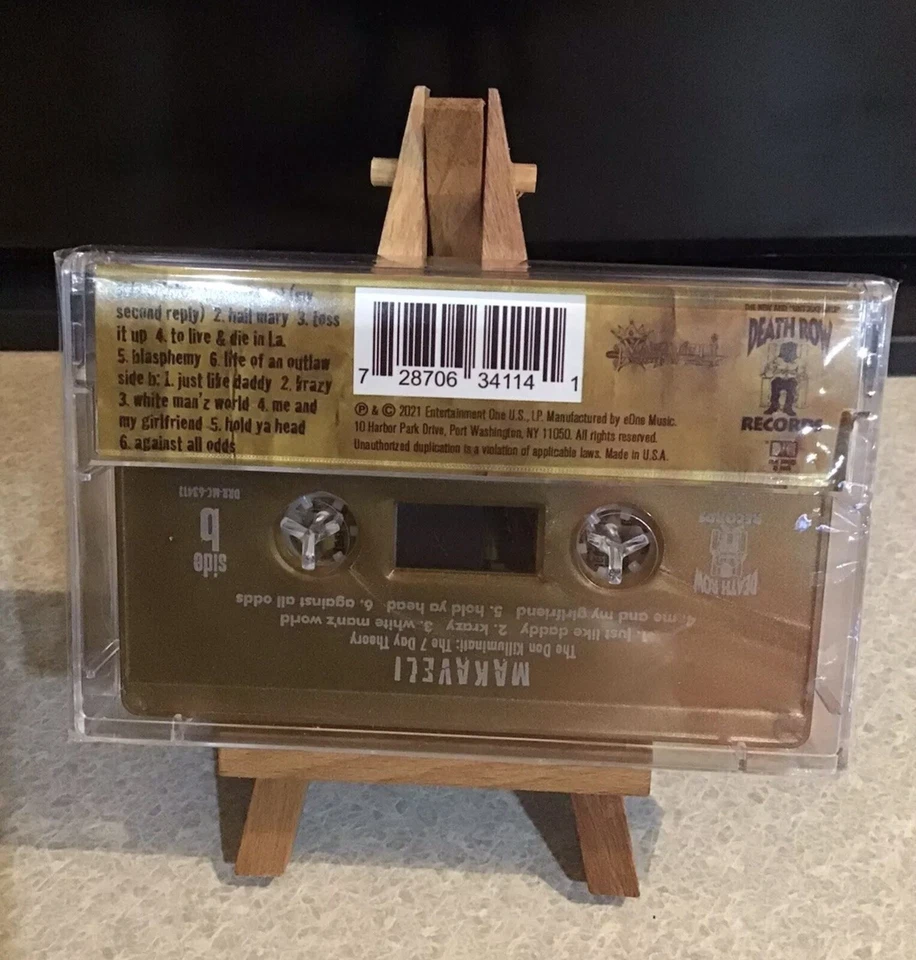 (my
second reply) 2. hail mary 3. toss
it up 4. to live & die in l.a.
5. blasphemy 6. life of an outlaw
side b: 1. just like daddy 2. krazy
3. white man'z world 4. me and
my girlfriend 5. hold ya head
6. against all odds
7 28706 34114 1
℗ & © 2021 Entertainment One U.S., LP. Manufactured by eOne Music.
10 Harbor Park Drive, Port Washington, NY 11050. All rights reserved.
Unauthorized duplication is a violation of applicable laws. Made in U.S.A.
DEATH ROW
RECORDS
MAKAVELI
The Don Killuminati: The 7 Day Theory
1. just like daddy 2. krazy 3. white man'z world
4. me and my girlfriend 5. hold ya head 6. against all odds
side
b
DEATH ROW
RECORDS